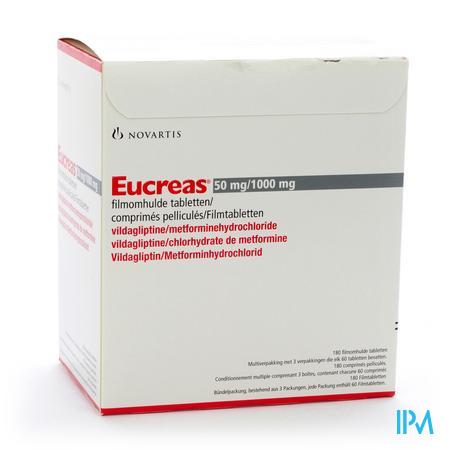 NOVARTIS
Eucreas® 50 mg/1000 mg
filmomhulde tabletten/
comprimés pelliculés/Filmtabletten
vildagliptine/metforminehydrochloride
vildagliptine/chlorhydrate de metformine
Vildagliptin/Metforminhydrochlorid
180 filmomhulde tabletten
Multiverpakking met 3 verpakkingen die elk 60 tabletten bevatten.
180 comprimés pelliculés.
Conditionnement multiple comprenant 3 boîtes, contenant chacune 60 comprimés
180 Filmtabletten
Bündelpackung, bestehend aus 3 Packungen, jede Packung enthält 60 Filmtabletten.
IPM